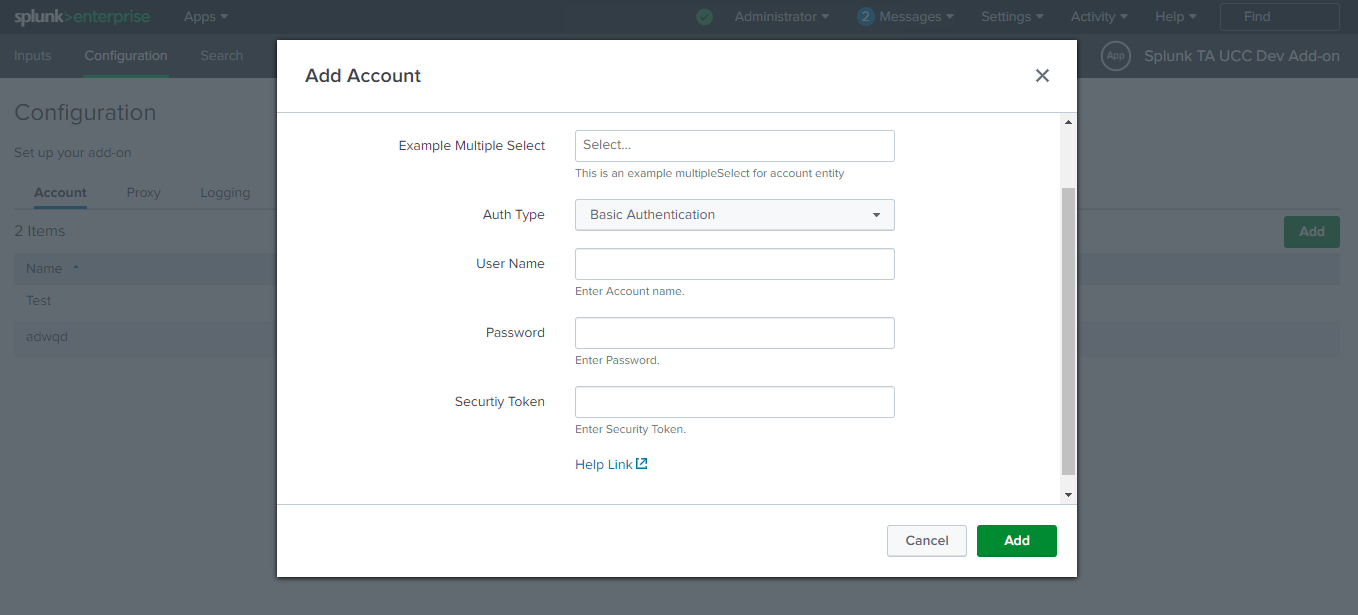 splunk>enterprise Apps Administrator 2 Messages Settings Activity Help Find
Inputs Configuration Search App Splunk TA UCC Dev Add-on
Add Account
Configuration
Set up your add-on
Example Multiple Select Select...
This is an example multipleSelect for account entity
Account Proxy Logging
Auth Type Basic Authentication
2 Items Add
Name
User Name
Enter Account name.
Test
Password
adwqd
Enter Password.
Securtiy Token
Enter Security Token.
Help Link
Cancel Add